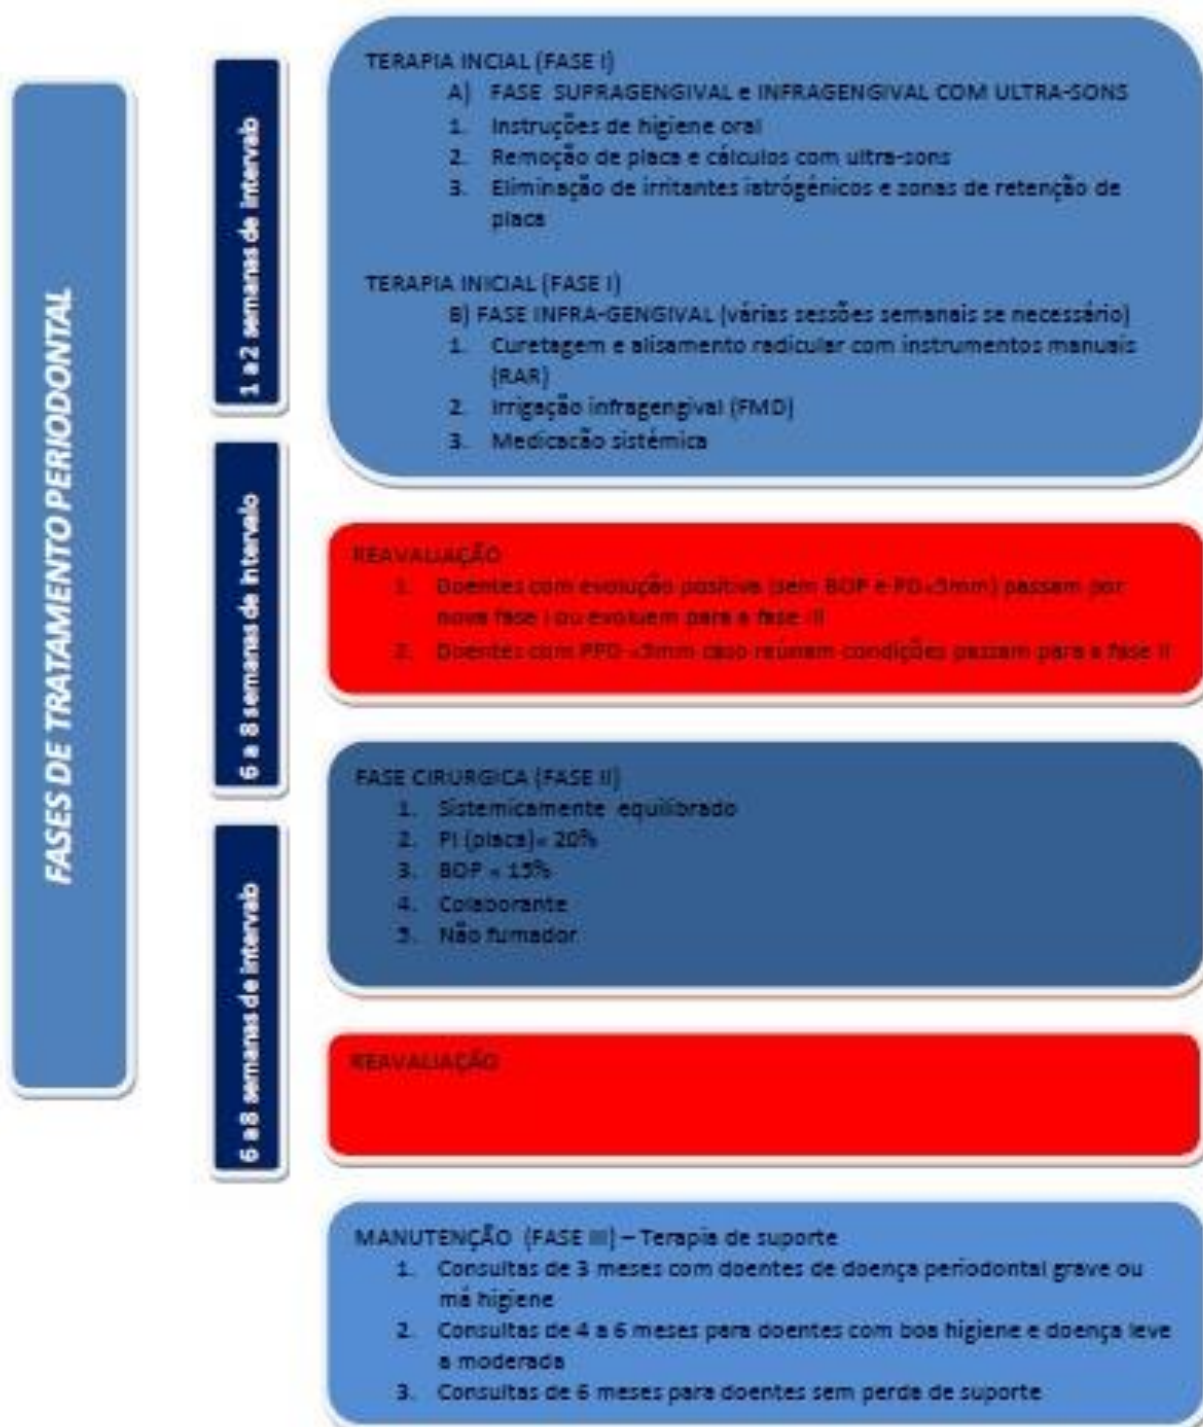 FASES DE TRATAMENTO PERIODONTAL
1 a 2 semanas de intervalo
6 a 8 semanas de intervalo
6 a 8 semanas de intervalo
TERAPIA INCIAL (FASE I)
A) FASE SUPRAGENGIVAL e INFRAGENGIVAL COM ULTRA-SONS
1. Instruções de higiene oral
2. Remoção de placa e cálculos com ultra-sons
3. Eliminação de irritantes iatrógénicos e zonas de retenção de
placa
TERAPIA INICIAL (FASE I)
B) FASE INFRA-GENGIVAL (várias sessões semanais se necessário)
1. Curetagem e alisamento radicular com instrumentos manuais
(RAR)
2. Irrigação infragengival (FMD)
3. Medicação sistémica
REAVALIAÇÃO
1. Doentes com evolução positiva (sem BOP e PD<5mm) passam por
nova fase I ou evoluem para a fase III
2. Doentes com PPD 5mm caso reúnam condições passam para a fase II
FASE CIRURGICA (FASE II)
1. Sistemicamente equilibrado
2. PI (placa)< 20%
3. BOP < 15%
4. Colaborante
5. Não fumador
REAVALIAÇÃO
MANUTENÇÃO (FASE III) – Terapia de suporte
1. Consultas de 3 meses com doentes de doença periodontal grave ou
má higiene
2. Consultas de 4 a 6 meses para doentes com boa higiene e doença leve
a moderada
3. Consultas de 6 meses para doentes sem perda de suporte